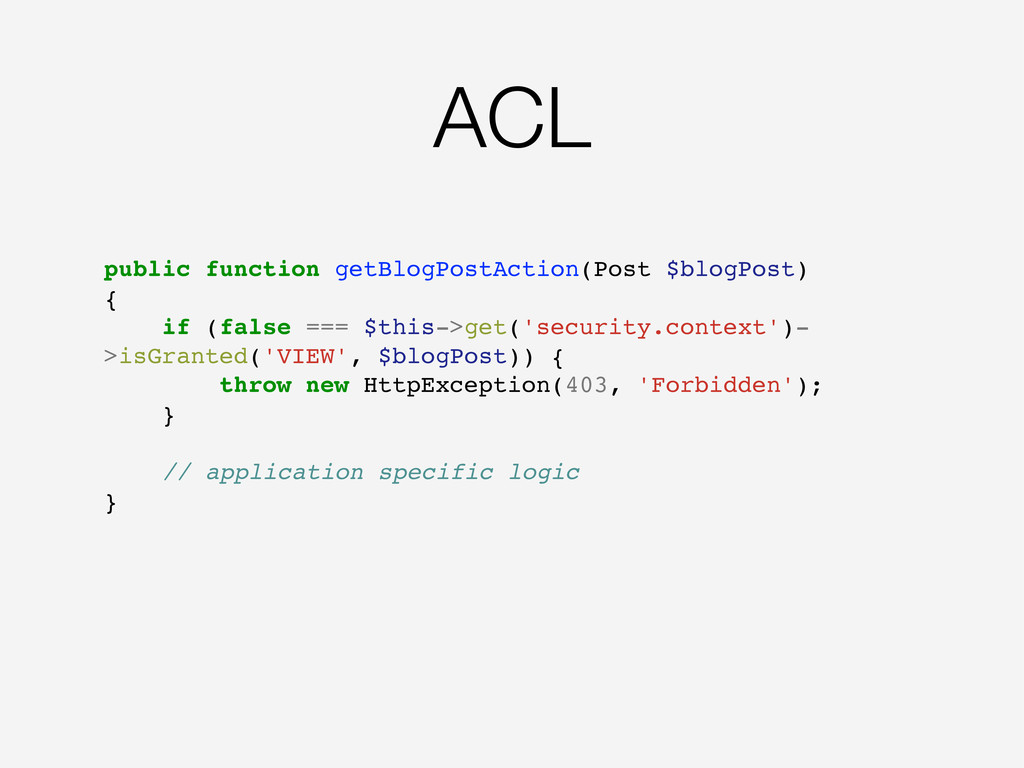 ACL
public function getBlogPostAction(Post $blogPost)
{
    if (false === $this->get('security.context')-
>isGranted('VIEW', $blogPost)) {
        throw new HttpException(403, 'Forbidden');
    }
    // application specific logic
}